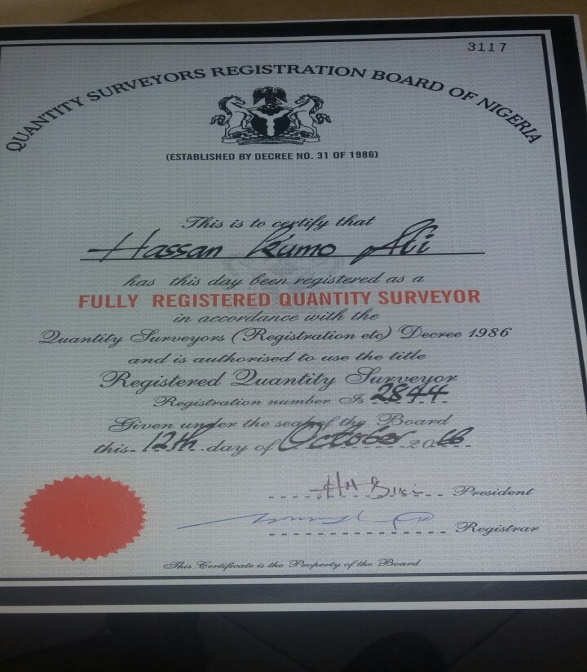 3117
QUANTITY SURVEYORS REGISTRATION BOARD OF NIGERIA
(ESTABLISHED BY DECREE NO. 31 OF 1986)
This is to certify that
Hassan Kumo Ali
has this day been registered as a
FULLY REGISTERED QUANTITY SURVEYOR
in accordance with the
Quantity Surveyors (Registration etc) Decree 1986
and is authorised to use the title
Registered Quantity Surveyor
Registration number Is 2844
Given under the seal of the Board
this 12th day of October 2016
President
Registrar
This Certificate is the Property of the Board